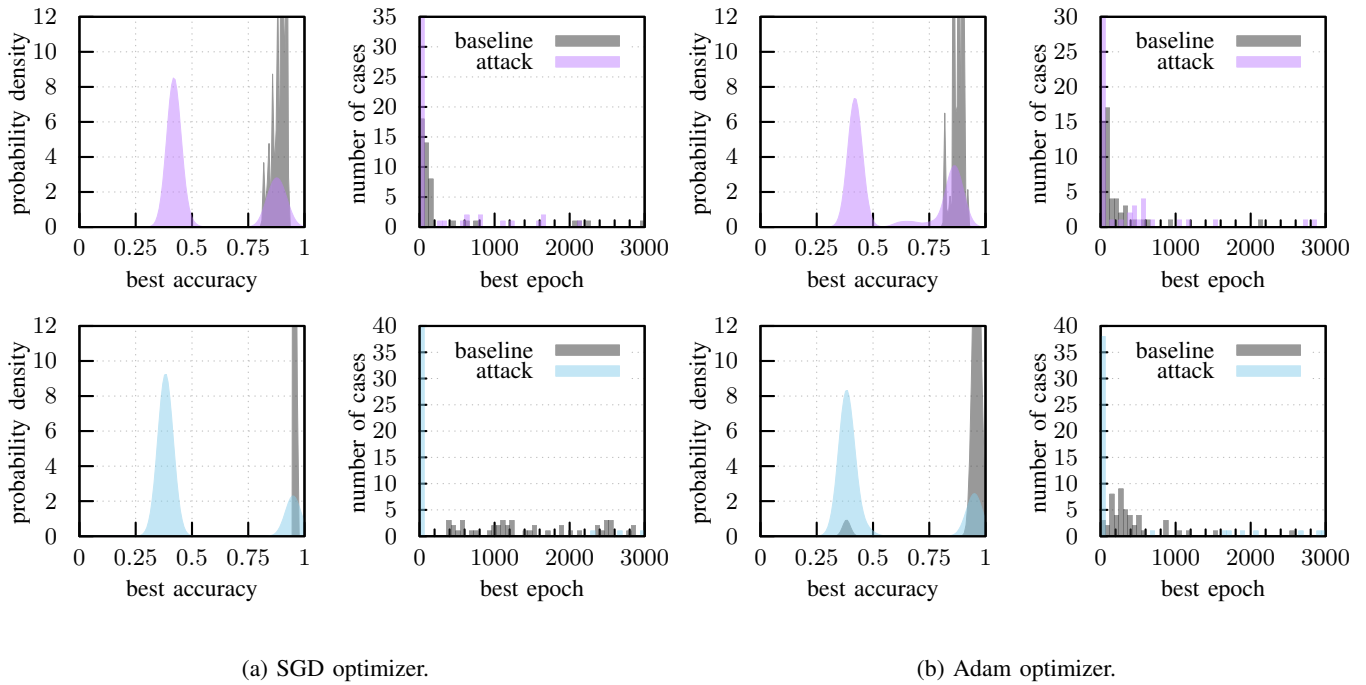 probability density
12
10
8
6
4
2
0
0 0.25 0.5 0.75 1
best accuracy
number of cases
35
30
25
20
15
10
5
0
baseline
attack
0 1000 2000 3000
best epoch
probability density
12
10
8
6
4
2
0
0 0.25 0.5 0.75 1
best accuracy
number of cases
30
25
20
15
10
5
0
baseline
attack
0 1000 2000 3000
best epoch
probability density
12
10
8
6
4
2
0
0 0.25 0.5 0.75 1
best accuracy
number of cases
40
35
30
25
20
15
10
5
0
baseline
attack
0 1000 2000 3000
best epoch
probability density
12
10
8
6
4
2
0
0 0.25 0.5 0.75 1
best accuracy
number of cases
40
35
30
25
20
15
10
5
0
baseline
attack
0 1000 2000 3000
best epoch
(a) SGD optimizer.
(b) Adam optimizer.